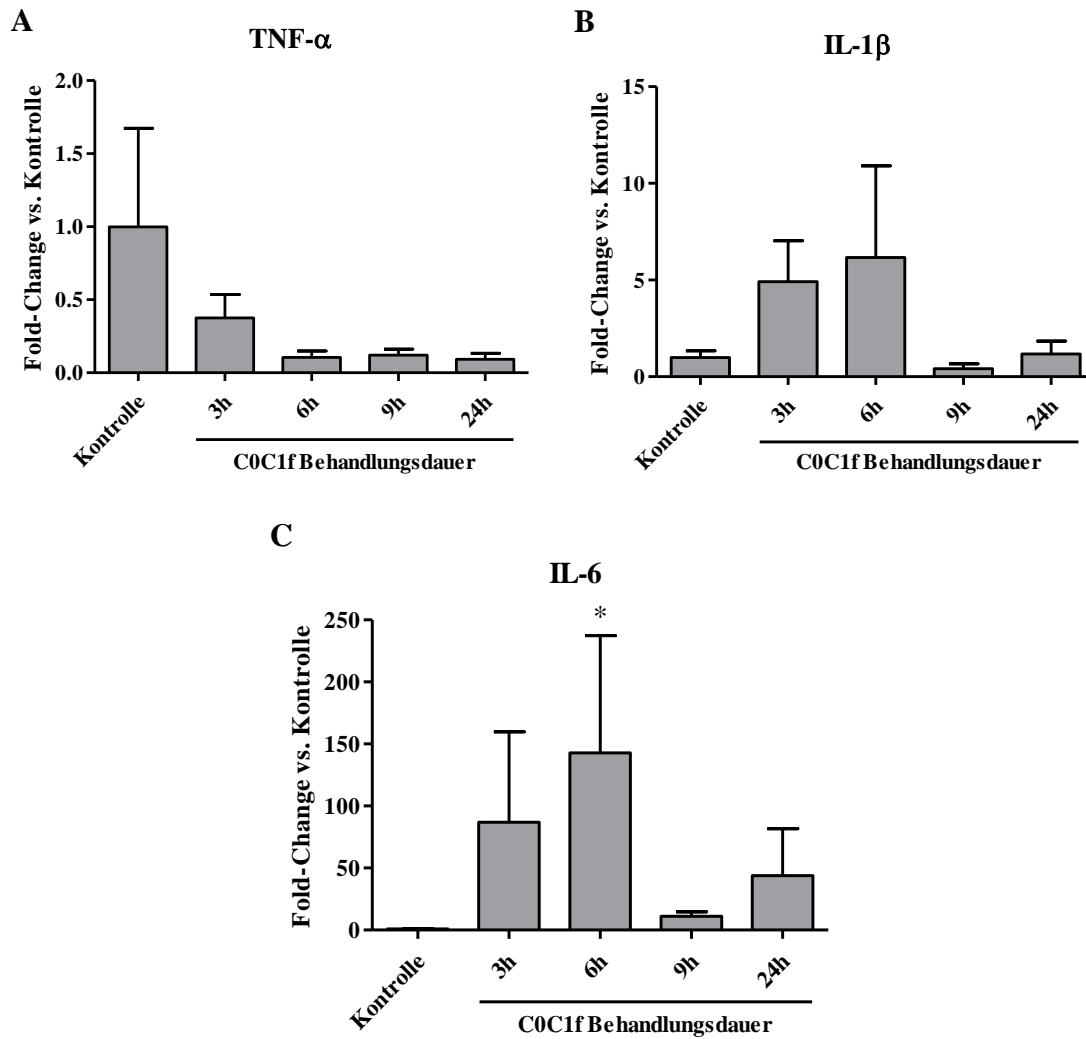 A
TNF-α
Fold-Change vs. Kontrolle
2.0
1.5
1.0
0.5
0.0
Kontrolle
3h
6h
9h
24h
C0C1f Behandlungsdauer
B
IL-1β
Fold-Change vs. Kontrolle
15
10
5
0
Kontrolle
3h
6h
9h
24h
C0C1f Behandlungsdauer
C
IL-6
Fold-Change vs. Kontrolle
250
200
150
100
50
0
*
Kontrolle
3h
6h
9h
24h
C0C1f Behandlungsdauer